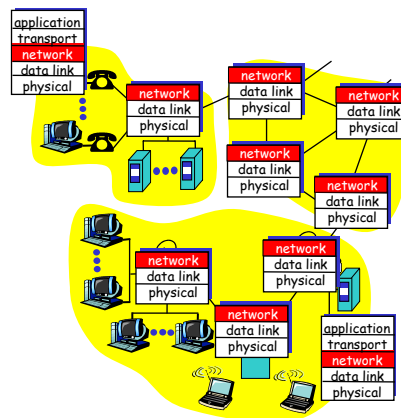 application
transport
network
data link
physical
network
data link
physical
network
data link
physical
network
data link
physical
network
data link
physical
network
data link
physical
network
data link
physical
network
data link
physical
network
data link
physical
application
transport
network
data link
physical